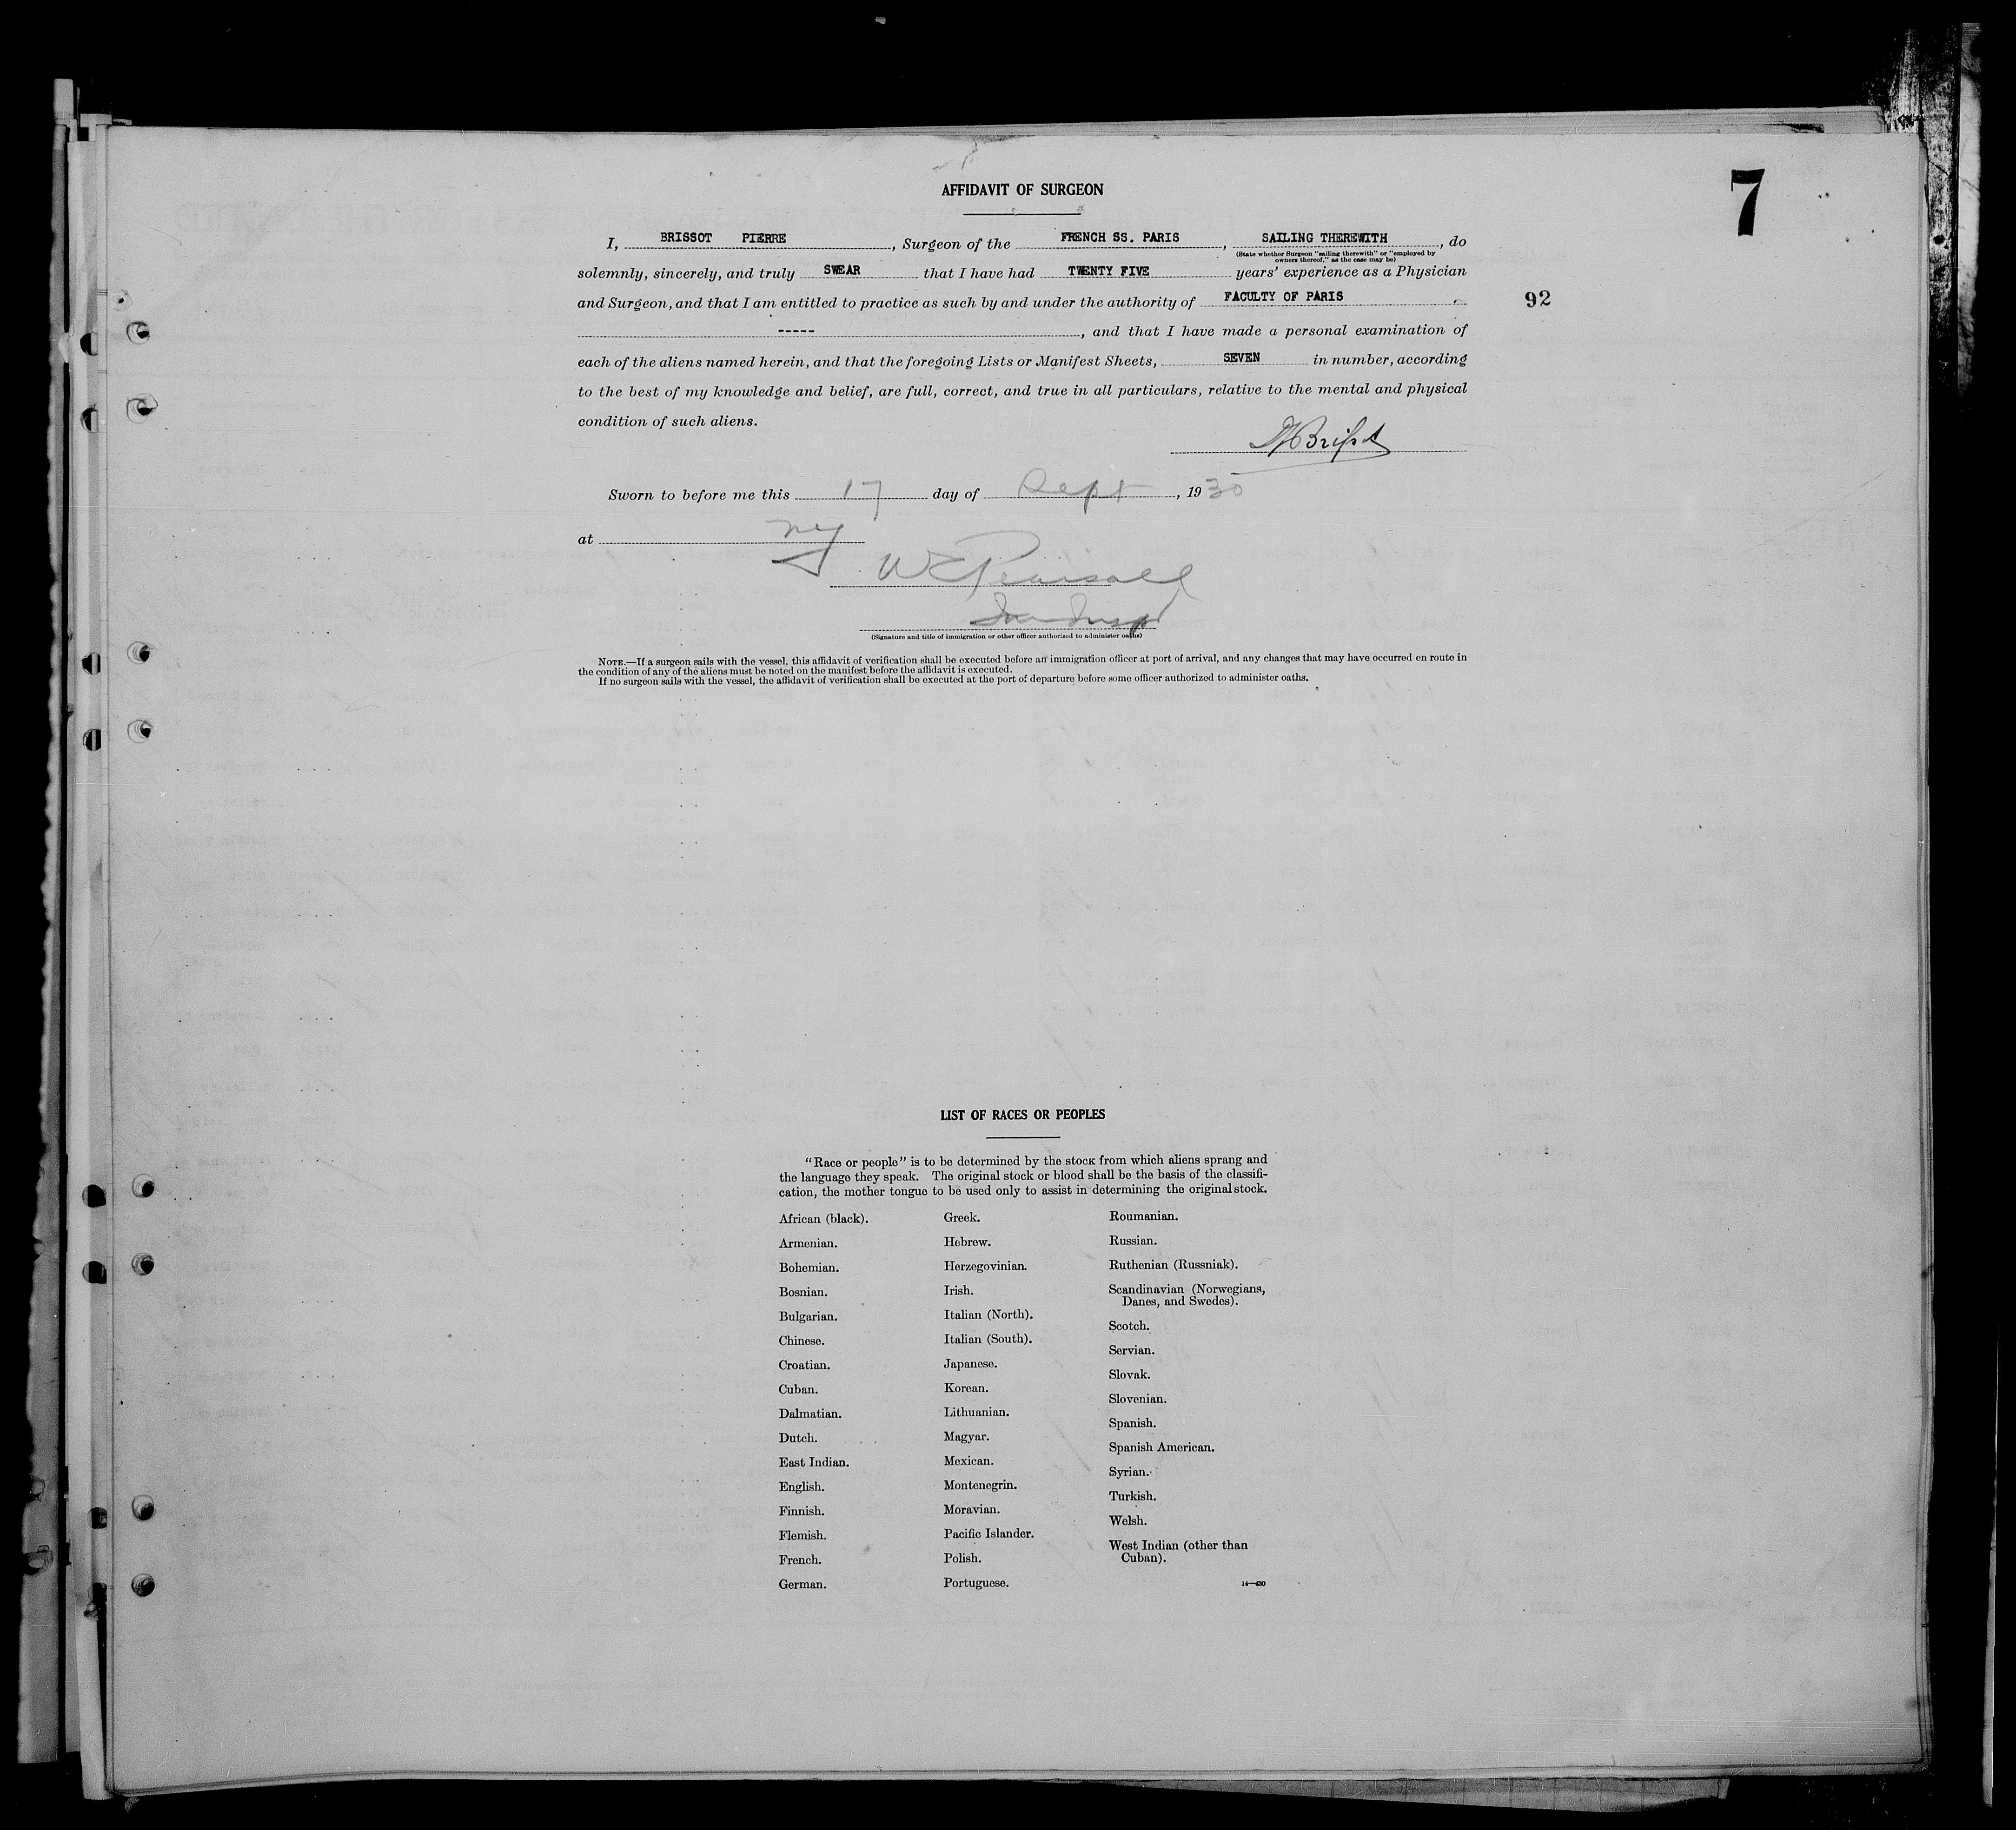 7
AFFIDAVIT OF SURGEON
I, BRISSOT PIERRE, Surgeon of the FRENCH SS. PARIS, SAILING THEREWITH, do
(State whether Surgeon "sailing therewith" or "employed by
owners thereof," as the case may be)
solemnly, sincerely, and truly SWEAR that I have had TWENTY FIVE years' experience as a Physician
and Surgeon, and that I am entitled to practice as such by and under the authority of FACULTY OF PARIS
92
-----, and that I have made a personal examination of
each of the aliens named herein, and that the foregoing Lists or Manifest Sheets, SEVEN in number, according
to the best of my knowledge and belief, are full, correct, and true in all particulars, relative to the mental and physical
condition of such aliens.
Sworn to before me this 17 day of Sept, 1930
at NY
W E Pearsall
(Signature and title of immigration or other officer authorized to administer oaths)
NOTE.—If a surgeon sails with the vessel, this affidavit of verification shall be executed before an immigration officer at port of arrival, and any changes that may have occurred en route in
the condition of any of the aliens must be noted on the manifest before the affidavit is executed.
If no surgeon sails with the vessel, the affidavit of verification shall be executed at the port of departure before some officer authorized to administer oaths.
LIST OF RACES OR PEOPLES
"Race or people" is to be determined by the stock from which aliens sprang and
the language they speak. The original stock or blood shall be the basis of the classifi-
cation, the mother tongue to be used only to assist in determining the original stock.
African (black).
Armenian.
Bohemian.
Bosnian.
Bulgarian.
Chinese.
Croatian.
Cuban.
Dalmatian.
Dutch.
East Indian.
English.
Finnish.
Flemish.
French.
German.
Greek.
Hebrew.
Herzegovinian.
Irish.
Italian (North).
Italian (South).
Japanese.
Korean.
Lithuanian.
Magyar.
Mexican.
Montenegrin.
Moravian.
Pacific Islander.
Polish.
Portuguese.
Roumanian.
Russian.
Ruthenian (Russniak).
Scandinavian (Norwegians,
Danes, and Swedes).
Scotch.
Servian.
Slovak.
Slovenian.
Spanish.
Spanish American.
Syrian.
Turkish.
Welsh.
West Indian (other than
Cuban).